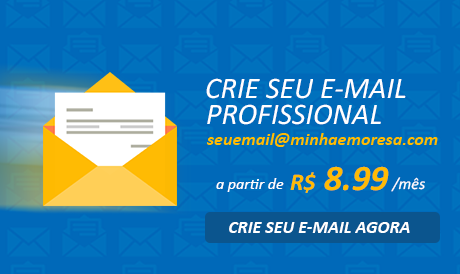 CRIE SEU E-MAIL
PROFISSIONAL
seuemail@minhaemoresa.com
a partir de R$ 8.99 /mês
CRIE SEU E-MAIL AGORA